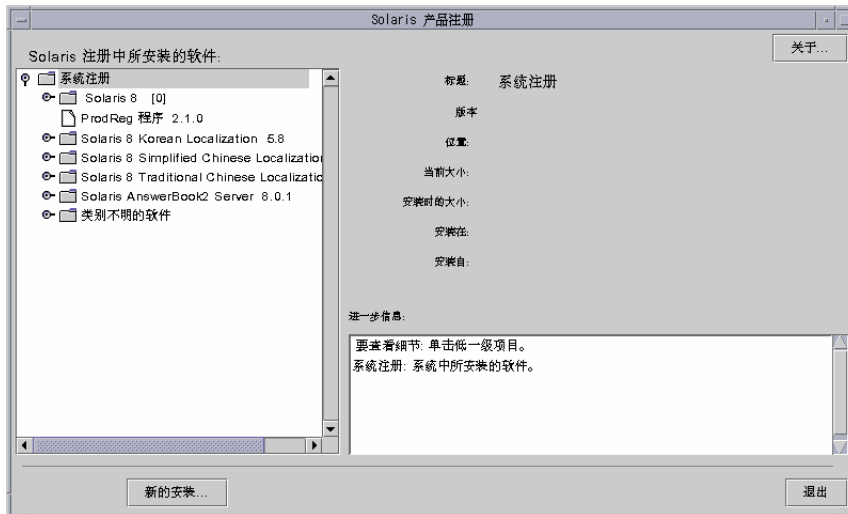 Solaris 产品注册
关于...
Solaris 注册中所安装的软件:
系统注册
Solaris 8 [0]
ProdReg 程序 2.1.0
Solaris 8 Korean Localization 5.8
Solaris 8 Simplified Chinese Localization
Solaris 8 Traditional Chinese Localizatic
Solaris AnswerBook2 Server 8.0.1
类别不明的软件
标题: 系统注册
版本
位置:
当前大小:
安装时的大小:
安装在:
安装自:
进一步信息:
要查看细节: 单击低一级项目。
系统注册: 系统中所安装的软件。
新的安装...
退出